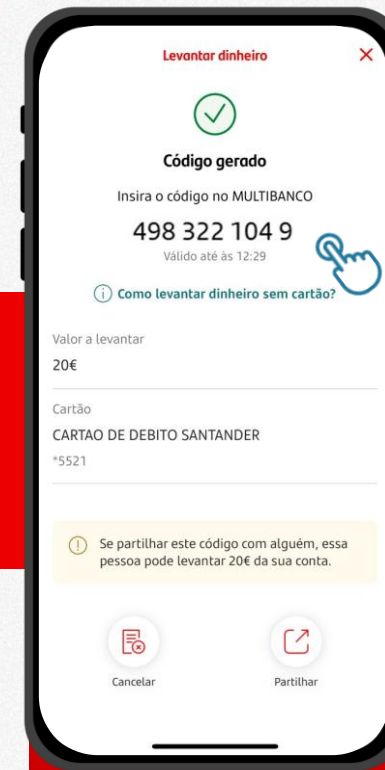 Levantar dinheiro
Código gerado
Insira o código no MULTIBANCO
498 322 104 9
Válido até às 12:29
Como levantar dinheiro sem cartão?
Valor a levantar
20€
Cartão
CARTAO DE DEBITO SANTANDER
*5521
Se partilhar este código com alguém, essa
pessoa pode levantar 20€ da sua conta.
Cancelar
Partilhar